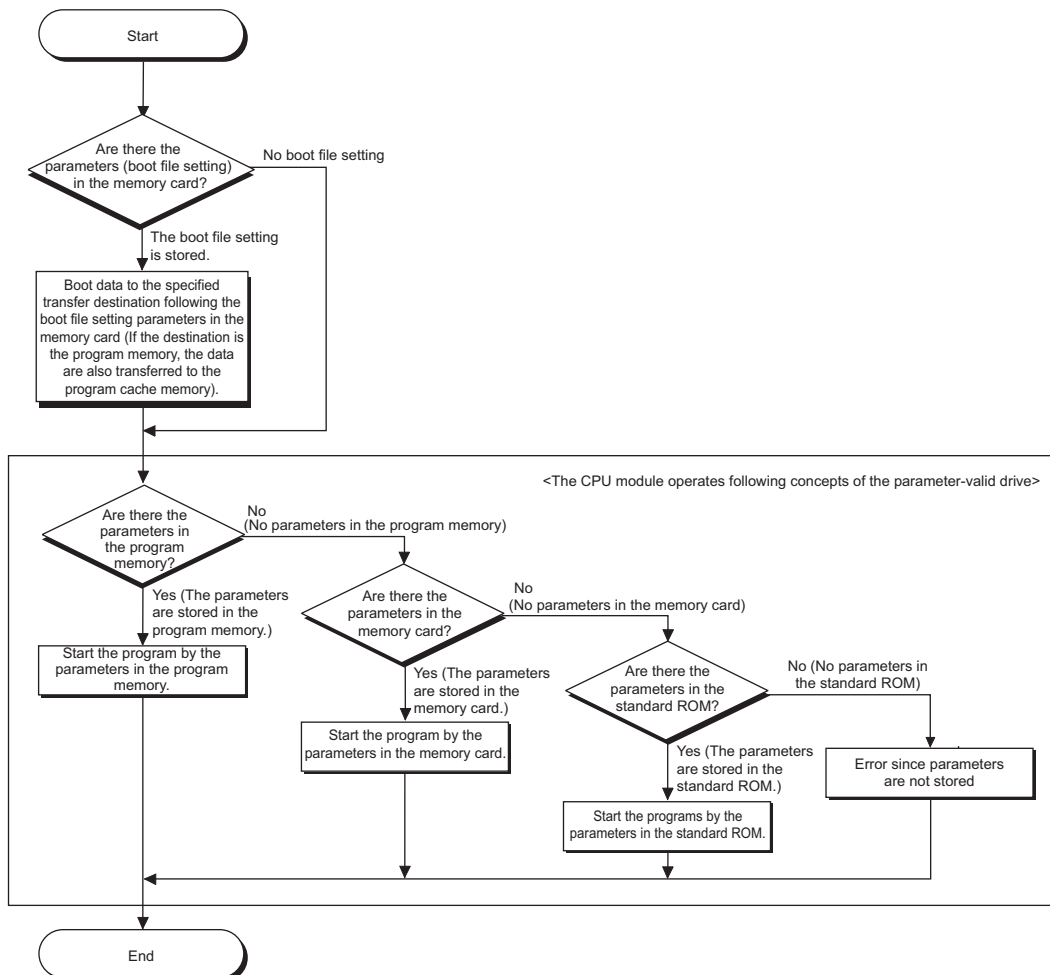 Start
Are there the
parameters (boot file setting)
in the memory card?
No boot file setting
The boot file setting
is stored.
Boot data to the specified
transfer destination following the
boot file setting parameters in the
memory card (If the destination is
the program memory, the data
are also transferred to the
program cache memory).
<The CPU module operates following concepts of the parameter-valid drive>
Are there the
parameters in
the program
memory?
No
(No parameters in the program memory)
Yes (The parameters
are stored in the
program memory.)
Start the program by the
parameters in the program
memory.
Are there the
parameters in the
memory card?
No
(No parameters in the memory card)
Yes (The parameters
are stored in the
memory card.)
Start the program by the
parameters in the memory card.
Are there the
parameters in the
standard ROM?
No (No parameters in
the standard ROM)
Yes (The parameters
are stored in the
standard ROM.)
Start the programs by the
parameters in the standard ROM.
Error since parameters
are not stored
End